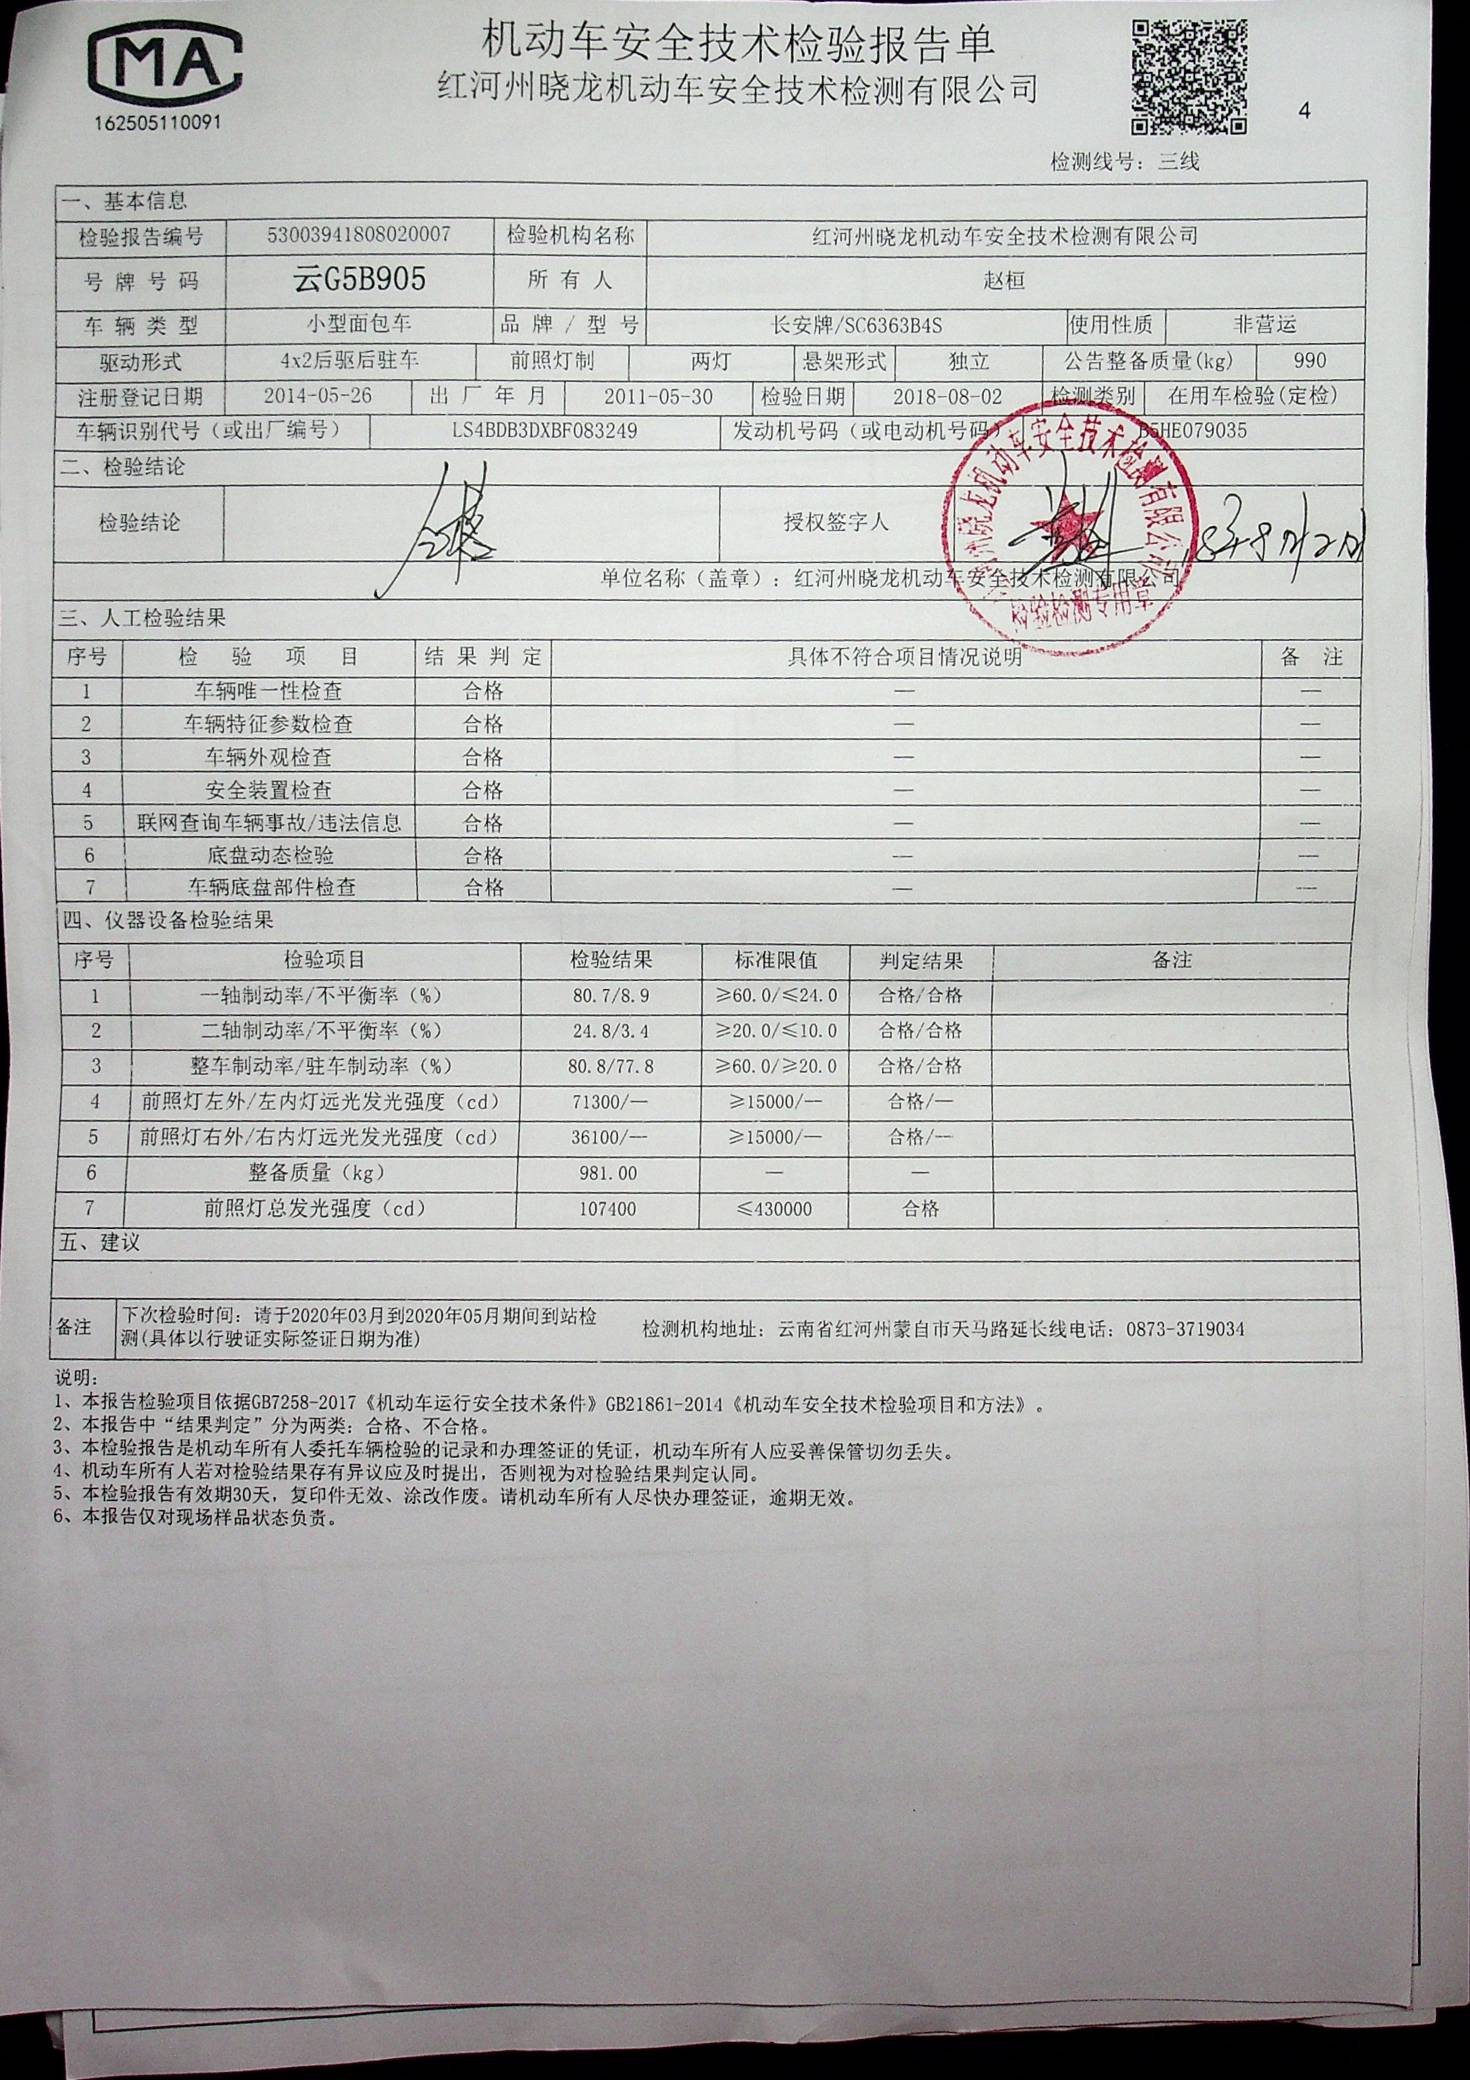 MA
162505110091
机动车安全技术检验报告单
红河州晓龙机动车安全技术检测有限公司
4
检测线号：三线
一、基本信息
检验报告编号 53003941808020007 检验机构名称 红河州晓龙机动车安全技术检测有限公司
号牌号码 云G5B905 所有人 赵桓
车辆类型 小型面包车 品牌/型号 长安牌/SC6363B4S 使用性质 非营运
驱动形式 4x2后驱后驻车 前照灯制 两灯 悬架形式 独立 公告整备质量(kg) 990
注册登记日期 2014-05-26 出厂年月 2011-05-30 检验日期 2018-08-02 检测类别 在用车检验(定检)
车辆识别代号（或出厂编号） LS4BDB3DXBF083249 发动机号码（或电动机号码） B5HE079035
二、检验结论
检验结论 合格 授权签字人 18年8月2日
单位名称（盖章）：红河州晓龙机动车安全技术检测有限公司
红河州晓龙机动车安全技术检测有限公司
检验检测专用章
三、人工检验结果
序号 检验项目 结果判定 具体不符合项目情况说明 备注
1 车辆唯一性检查 合格 — —
2 车辆特征参数检查 合格 — —
3 车辆外观检查 合格 — —
4 安全装置检查 合格 — —
5 联网查询车辆事故/违法信息 合格 — —
6 底盘动态检验 合格 — —
7 车辆底盘部件检查 合格 — —
四、仪器设备检验结果
序号 检验项目 检验结果 标准限值 判定结果 备注
1 一轴制动率/不平衡率（%） 80.7/8.9 ≥60.0/≤24.0 合格/合格
2 二轴制动率/不平衡率（%） 24.8/3.4 ≥20.0/≤10.0 合格/合格
3 整车制动率/驻车制动率（%） 80.8/77.8 ≥60.0/≥20.0 合格/合格
4 前照灯左外/左内灯远光发光强度（cd） 71300/— ≥15000/— 合格/—
5 前照灯右外/右内灯远光发光强度（cd） 36100/— ≥15000/— 合格/—
6 整备质量（kg） 981.00 — —
7 前照灯总发光强度（cd） 107400 ≤430000 合格
五、建议
备注 下次检验时间：请于2020年03月到2020年05月期间到站检
测(具体以行驶证实际签证日期为准)
检测机构地址：云南省红河州蒙自市天马路延长线电话：0873-3719034
说明：
1、本报告检验项目依据GB7258-2017《机动车运行安全技术条件》GB21861-2014《机动车安全技术检验项目和方法》。
2、本报告中“结果判定”分为两类：合格、不合格。
3、本检验报告是机动车所有人委托车辆检验的记录和办理签证的凭证，机动车所有人应妥善保管切勿丢失。
4、机动车所有人若对检验结果存有异议应及时提出，否则视为对检验结果判定认同。
5、本检验报告有效期30天，复印件无效、涂改作废。请机动车所有人尽快办理签证，逾期无效。
6、本报告仅对现场样品状态负责。